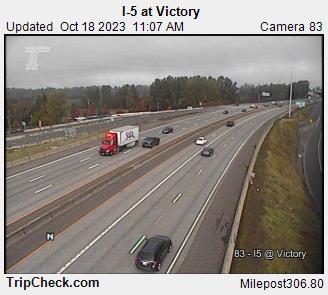 I-5 at Victory
Updated Oct 18 2023 11:07 AM Camera 83
N
83 - I5 @ Victory
TripCheck.com Milepost306.80